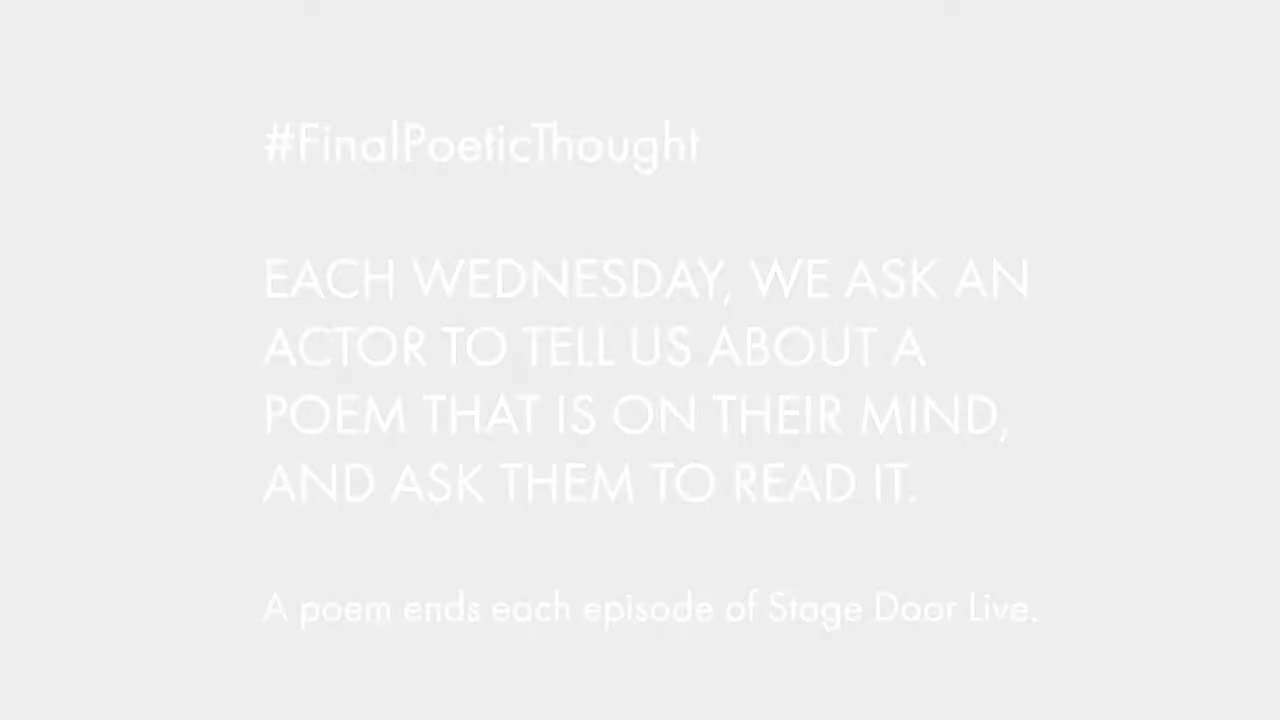 #FinalPoeticThought
EACH WEDNESDAY, WE ASK AN
ACTOR TO TELL US ABOUT A
POEM THAT IS ON THEIR MIND,
AND ASK THEM TO READ IT.
A poem ends each episode of Stage Door Live.